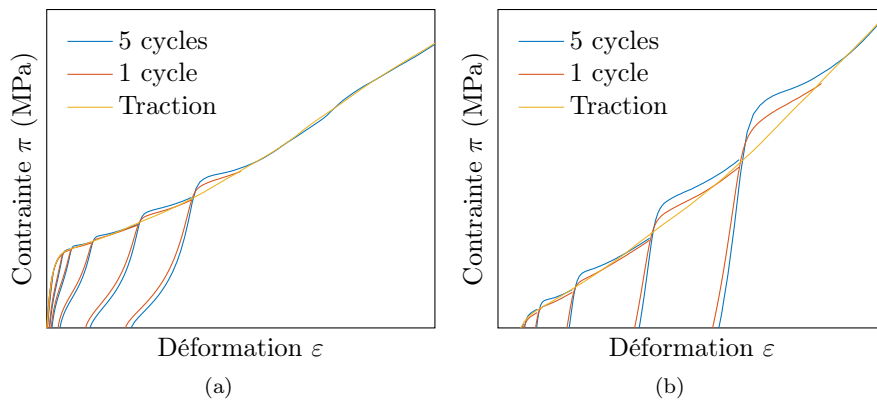 5 cycles
1 cycle
Traction
Contrainte π (MPa)
Déformation ε
(a)
5 cycles
1 cycle
Traction
Contrainte π (MPa)
Déformation ε
(b)